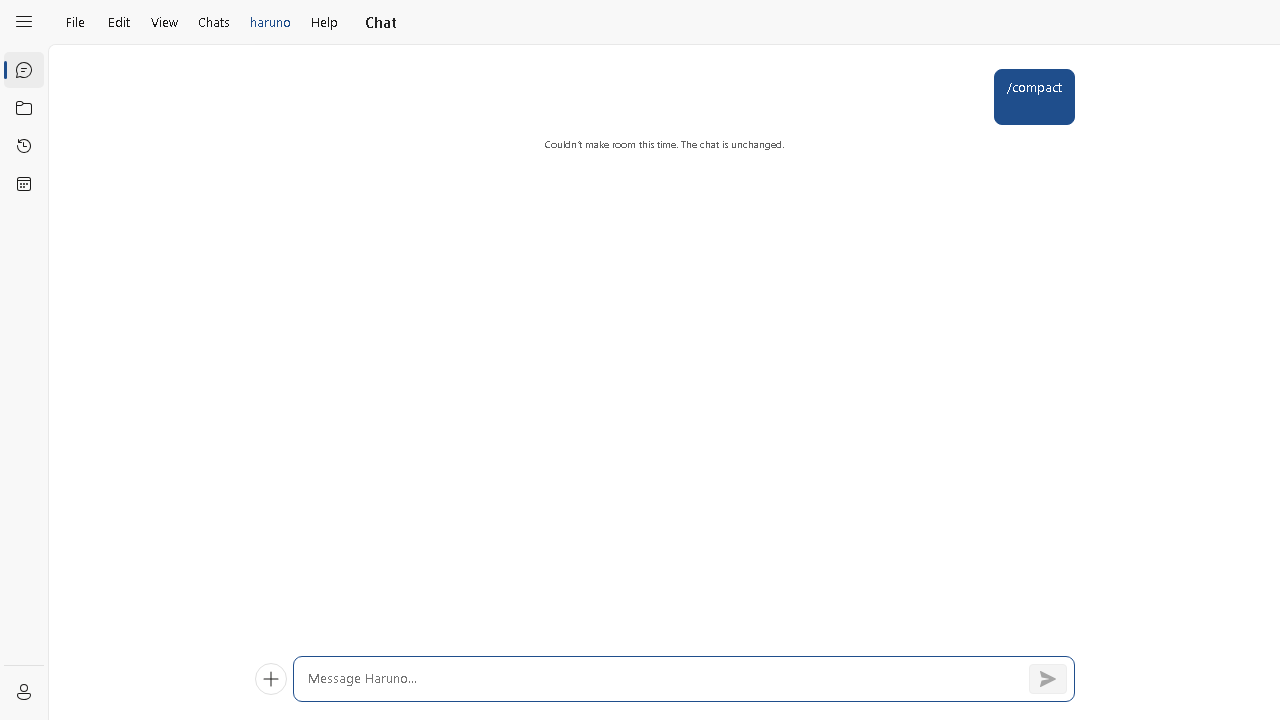 File Edit View Chats haruno Help Chat
/compact
Couldn't make room this time. The chat is unchanged.
Message Haruno...